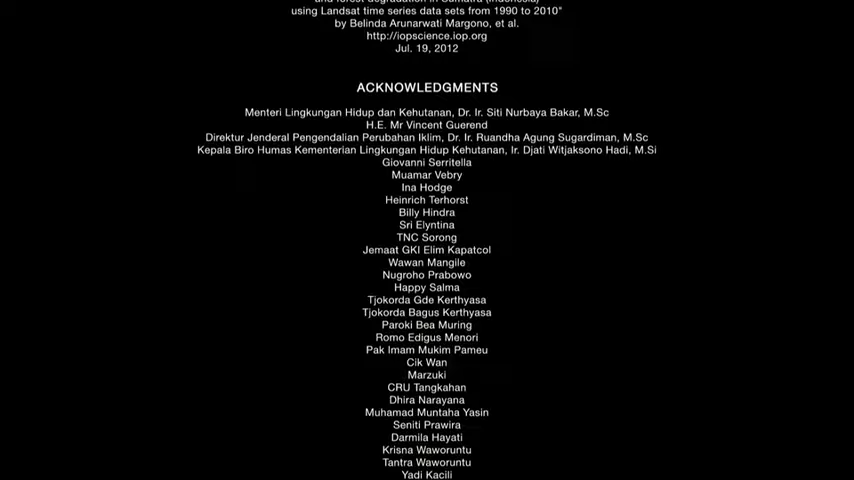 and forest degradation in Sumatra (Indonesia)
using Landsat time series data sets from 1990 to 2010"
by Belinda Arunarwati Margono, et al.
http://iopscience.iop.org
Jul. 19, 2012
ACKNOWLEDGMENTS
Menteri Lingkungan Hidup dan Kehutanan, Dr. Ir. Siti Nurbaya Bakar, M.Sc
H.E. Mr Vincent Guerend
Direktur Jenderal Pengendalian Perubahan Iklim, Dr. Ir. Ruandha Agung Sugardiman, M.Sc
Kepala Biro Humas Kementerian Lingkungan Hidup Kehutanan, Ir. Djati Witjaksono Hadi, M.Si
Giovanni Serritella
Muamar Vebry
Ina Hodge
Heinrich Terhorst
Billy Hindra
Sri Elyntina
TNC Sorong
Jemaat GKI Elim Kapatcol
Wawan Mangile
Nugroho Prabowo
Happy Salma
Tjokorda Gde Kerthyasa
Tjokorda Bagus Kerthyasa
Paroki Bea Muring
Romo Edigus Menori
Pak Imam Mukim Pameu
Cik Wan
Marzuki
CRU Tangkahan
Dhira Narayana
Muhamad Muntaha Yasin
Seniti Prawira
Darmila Hayati
Krisna Waworuntu
Tantra Waworuntu
Yadi Kacili